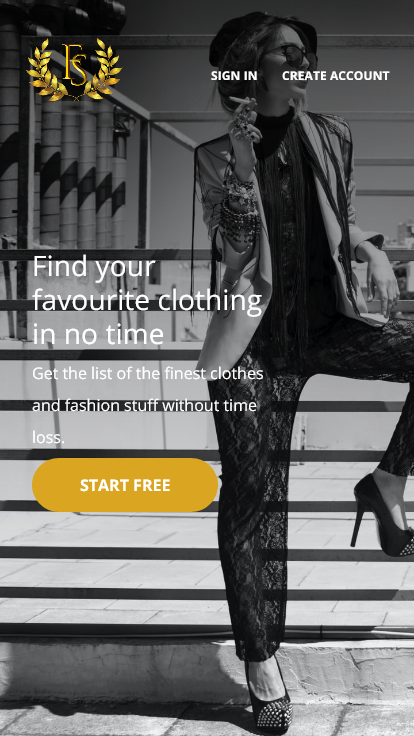 FS
SIGN IN CREATE ACCOUNT
Find your
favourite clothing
in no time
Get the list of the finest clothes
and fashion stuff without time
loss.
START FREE